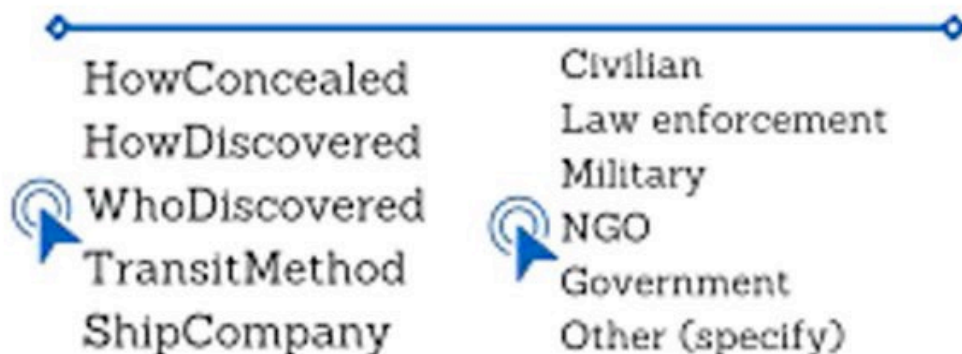 HowConcealed
HowDiscovered
WhoDiscovered
TransitMethod
ShipCompany
Civilian
Law enforcement
Military
NGO
Government
Other (specify)